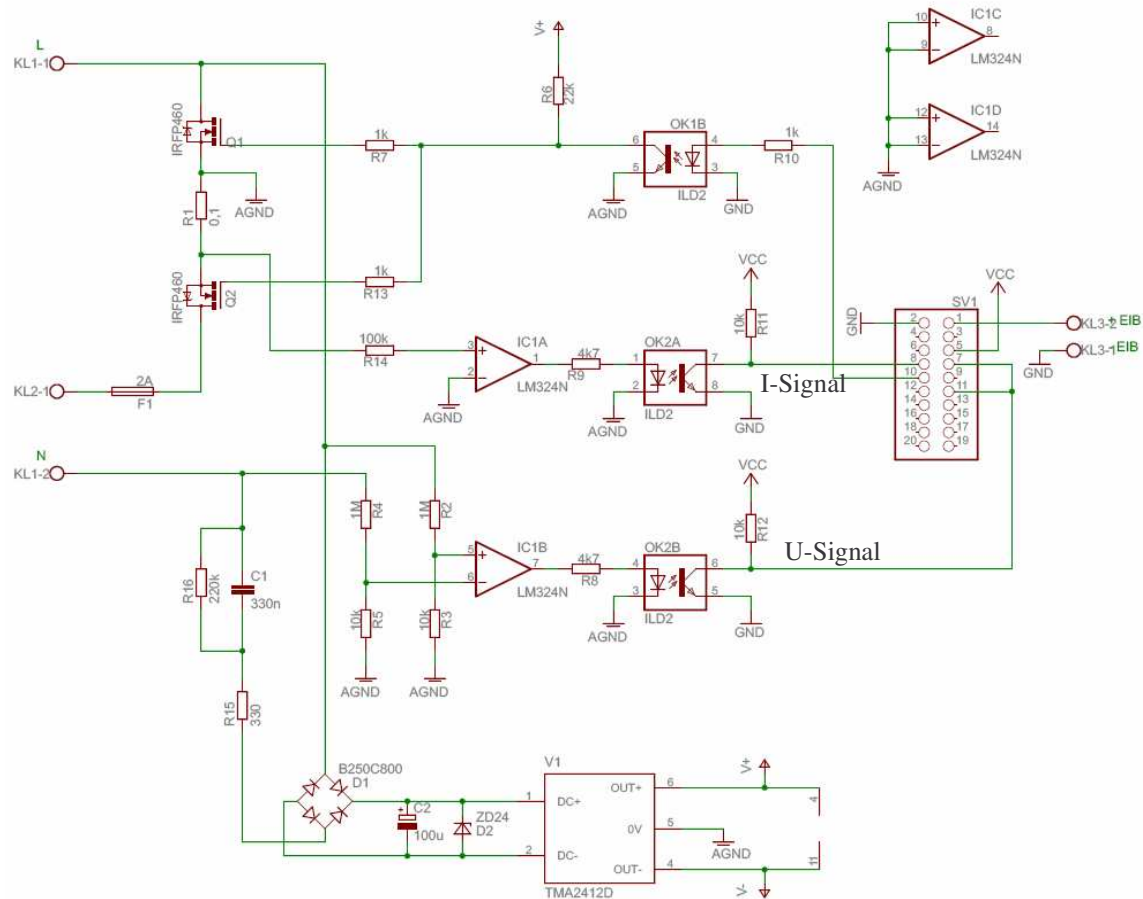 L
KL1-1
IRFP460
Q1
R1
0,1
AGND
IRFP460
Q2
1k
R7
V+
R6
22k
OK1B
6
5
4
3
ILD2
AGND
GND
1k
R10
IC1C
10
9
8
LM324N
IC1D
12
13
14
LM324N
AGND
1k
R13
100k
R14
IC1A
3
2
1
LM324N
AGND
4k7
R9
OK2A
1
2
7
8
ILD2
AGND
GND
VCC
10k
R11
I-Signal
VCC
SV1
GND
2
4
6
8
10
12
14
16
18
20
1
3
5
7
9
11
13
15
17
19
+ EIB
KL3-2
- EIB
KL3-1
GND
KL2-1
2A
F1
N
KL1-2
1M
R4
1M
R2
IC1B
5
6
7
LM324N
4k7
R8
OK2B
4
3
6
5
ILD2
AGND
GND
VCC
10k
R12
U-Signal
R16
220k
C1
330n
10k
R5
10k
R3
AGND
AGND
R15
330
B250C800
D1
+
C2
100u
ZD24
D2
V1
1
DC+
2
DC-
OUT+
6
0V
5
OUT-
4
TMA2412D
V+
AGND
V-
4
11